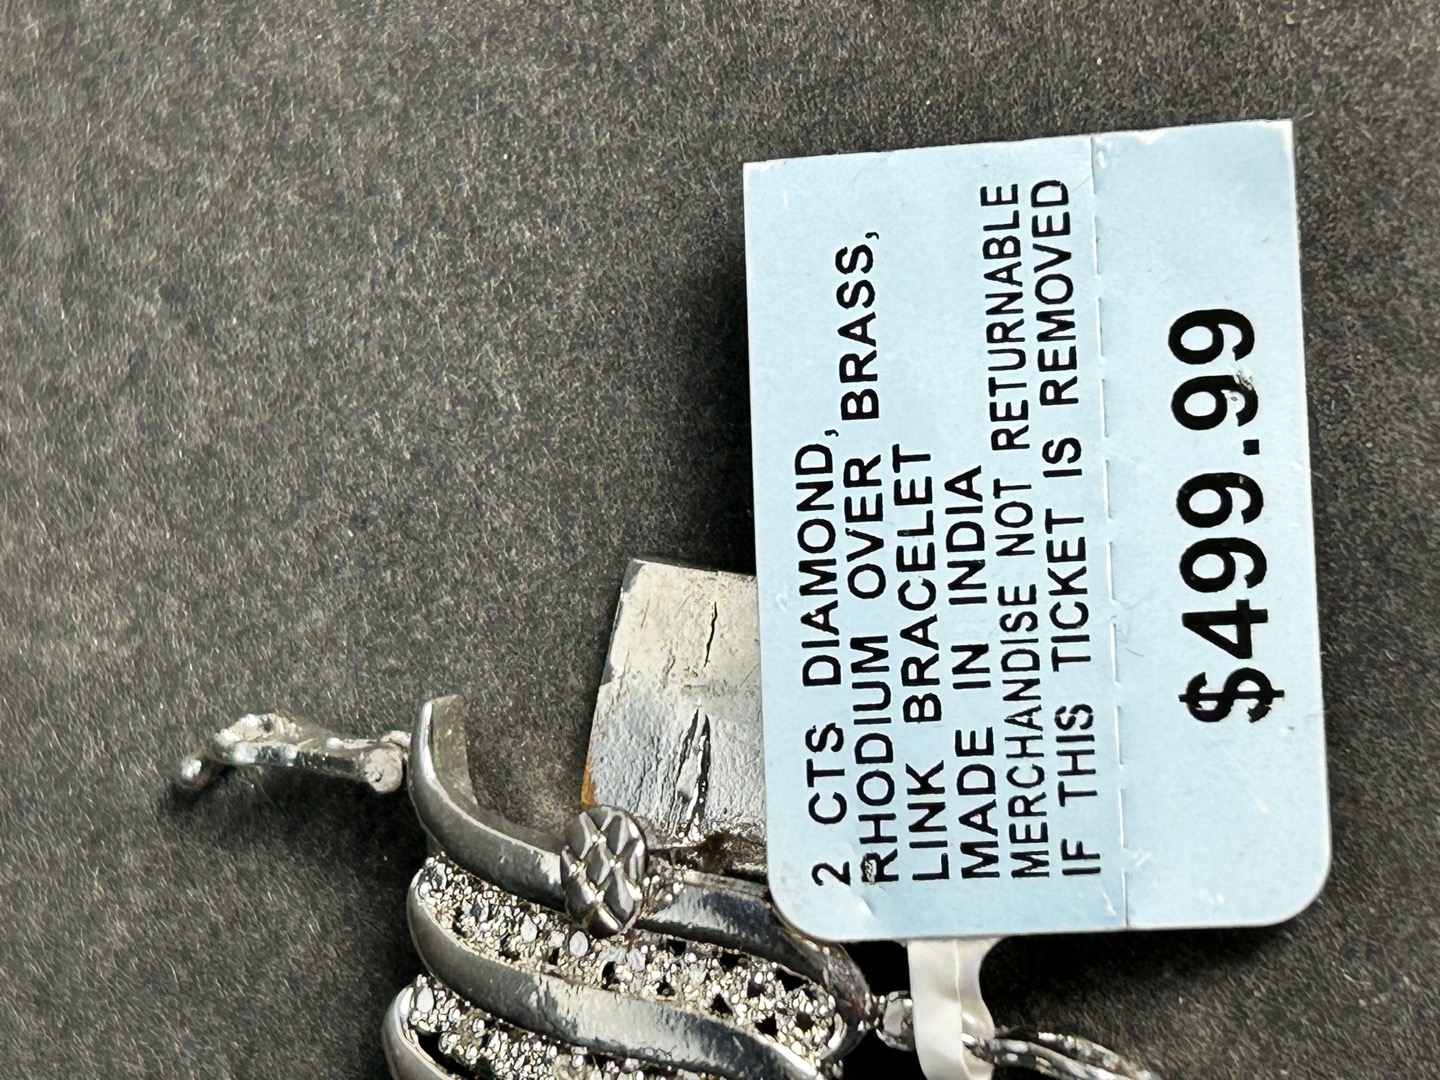 2 CTS DIAMOND,
RHODIUM OVER BRASS,
LINK BRACELET
MADE IN INDIA
MERCHANDISE NOT RETURNABLE
IF THIS TICKET IS REMOVED
$499.99